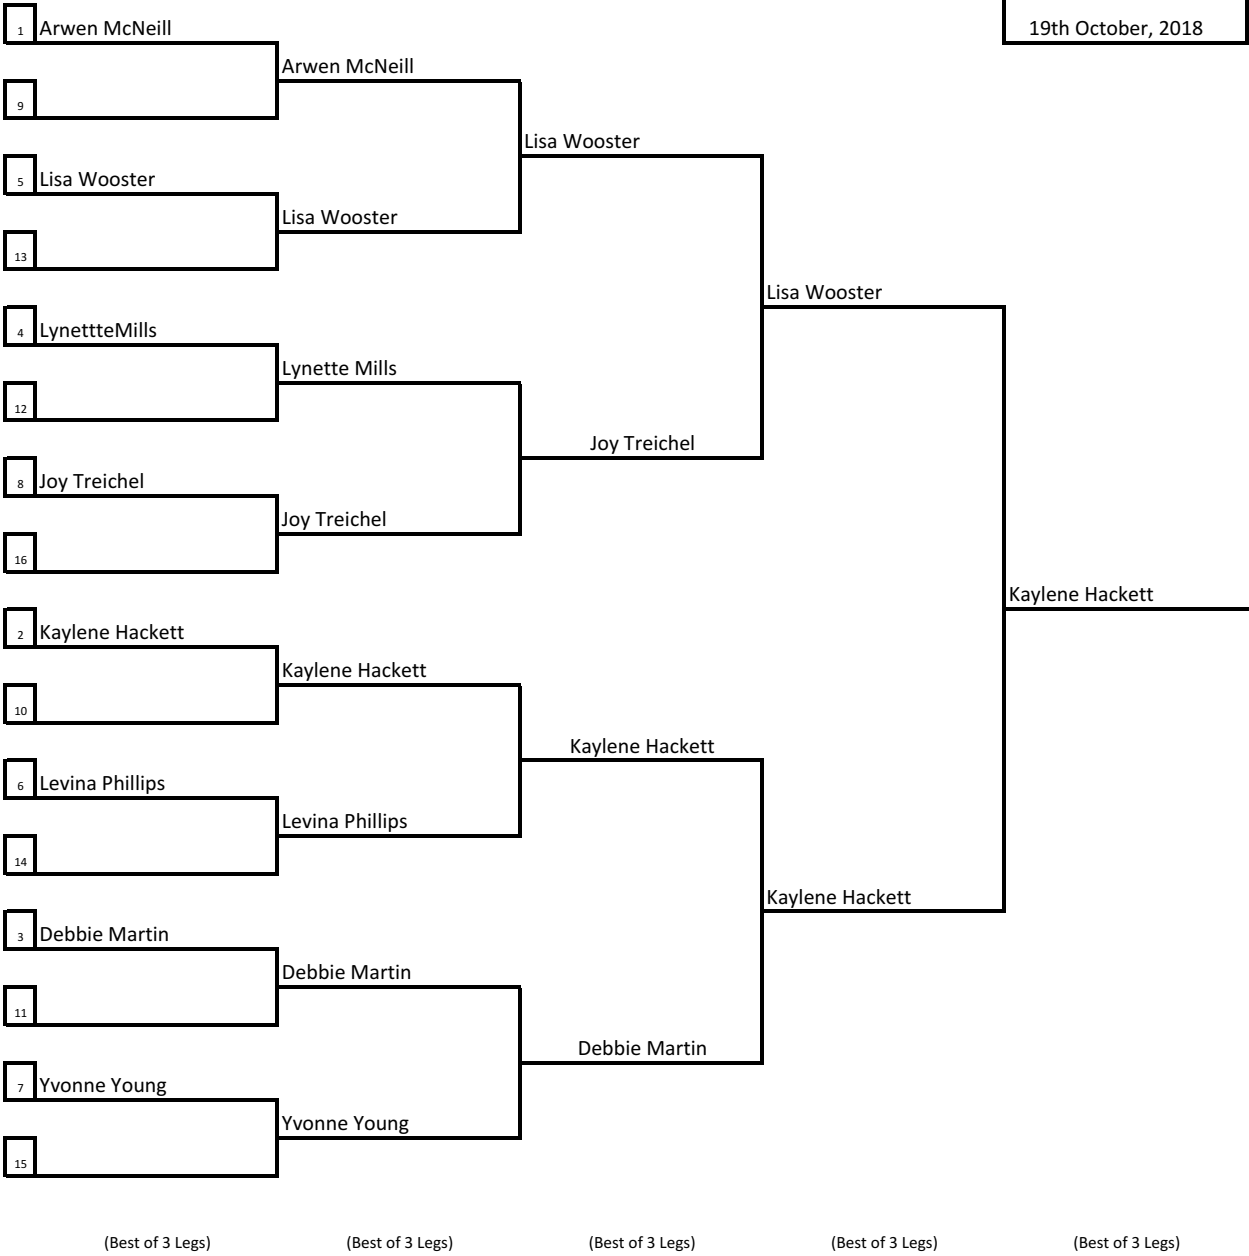 1 Arwen McNeill
19th October, 2018
Arwen McNeill
9
Lisa Wooster
5 Lisa Wooster
Lisa Wooster
13
Lisa Wooster
4 LynettteMills
Lynette Mills
12
Joy Treichel
8 Joy Treichel
Joy Treichel
16
Kaylene Hackett
2 Kaylene Hackett
Kaylene Hackett
10
Kaylene Hackett
6 Levina Phillips
Levina Phillips
14
Kaylene Hackett
3 Debbie Martin
Debbie Martin
11
Debbie Martin
7 Yvonne Young
Yvonne Young
15
(Best of 3 Legs) (Best of 3 Legs) (Best of 3 Legs) (Best of 3 Legs) (Best of 3 Legs)